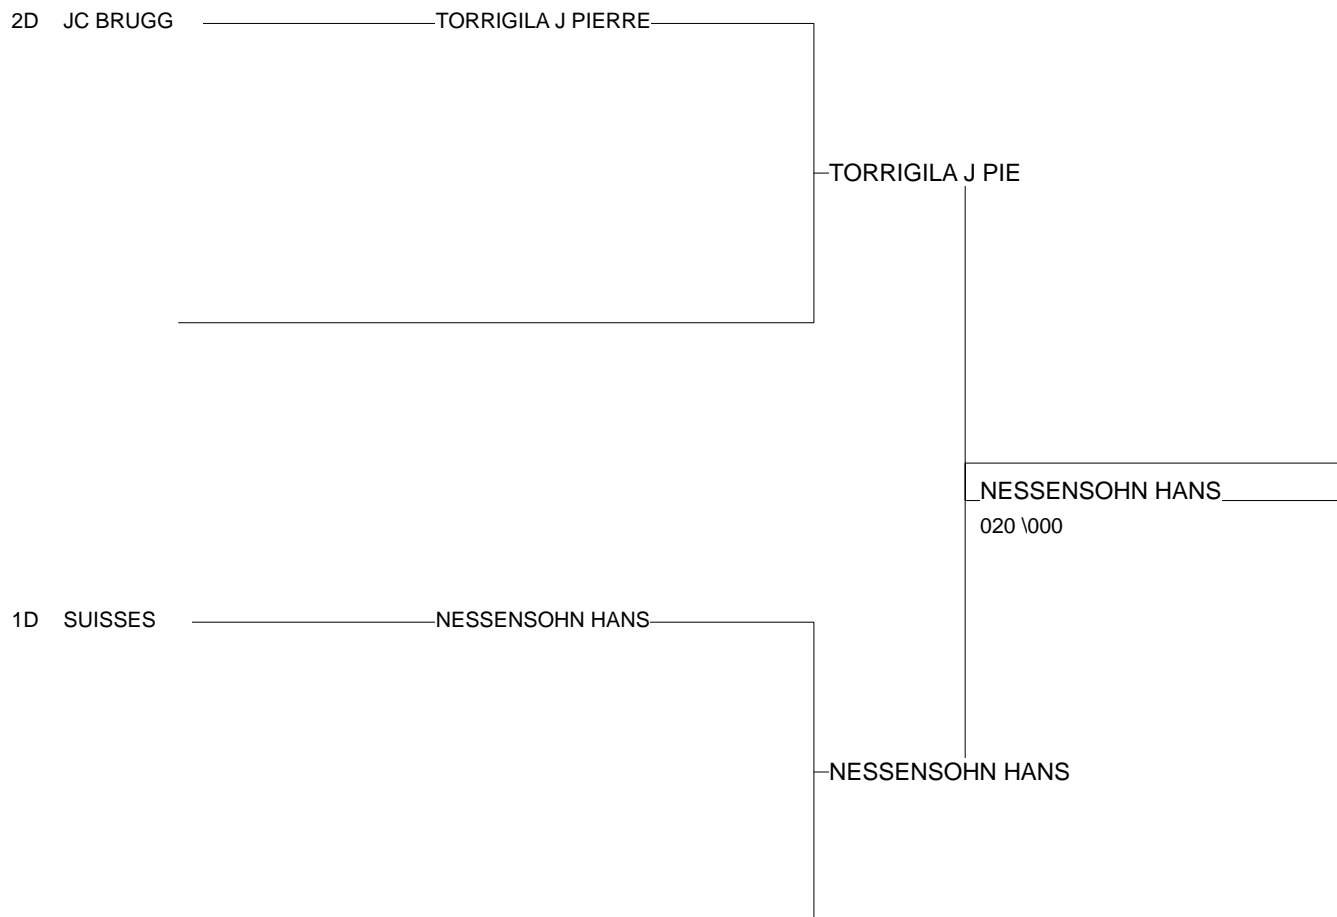 2D JC BRUGG TORRIGILA J PIERRE
TORRIGILA J PIE
NESSENSOHN HANS
020 \000
1D SUISSES NESSENSOHN HANS
NESSENSOHN HANS